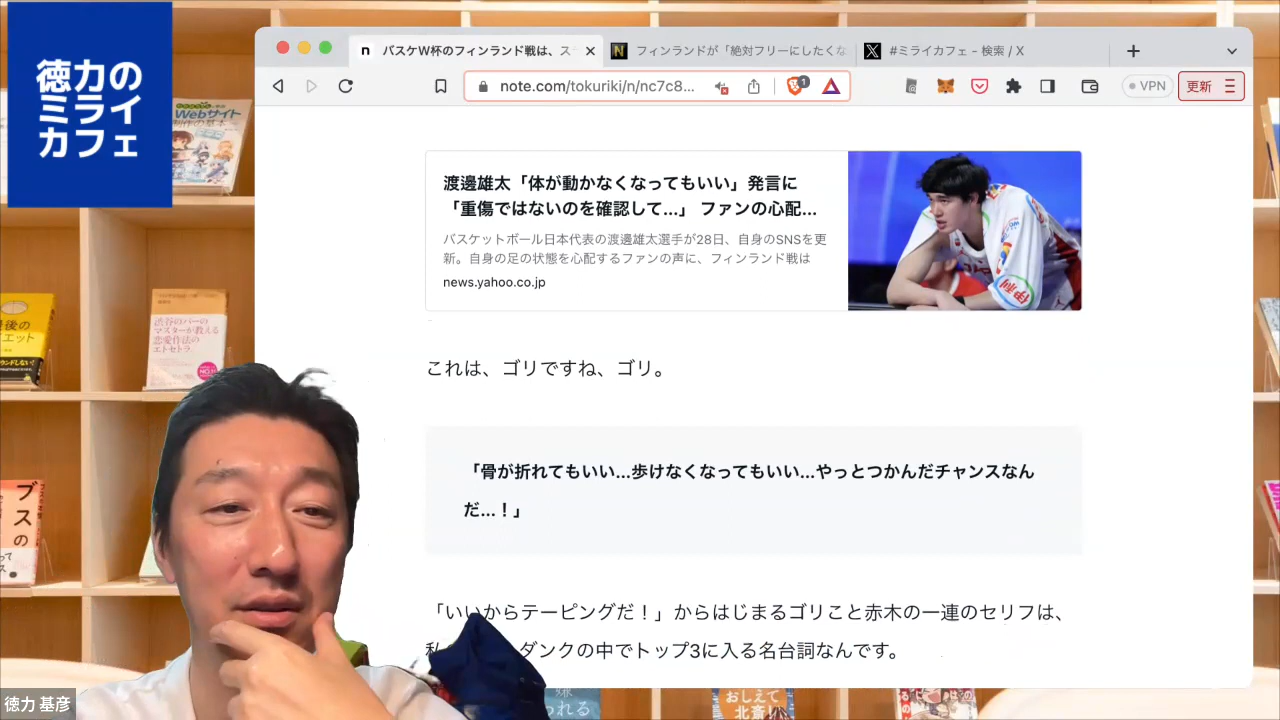 徳力の
ミライ
カフェ
バスケW杯のフィンランド戦は、ス
フィンランドが「絶対フリーにしたくな
#ミライカフェ - 検索 / X
note.com/tokuriki/n/nc7c8...
1
VPN
更新
渡邊雄太「体が動かなくなってもいい」発言に
「重傷ではないのを確認して...」 ファンの心配...
バスケットボール日本代表の渡邊雄太選手が28日、自身のSNSを更
新。自身の足の状態を心配するファンの声に、フィンランド戦は
news.yahoo.co.jp
これは、ゴリですね、ゴリ。
「骨が折れてもいい...歩けなくなってもいい...やっとつかんだチャンスなん
だ...！」
「いいからテーピングだ！」からはじまるゴリこと赤木の一連のセリフは、
私
ダンクの中でトップ3に入る名台詞なんです。
Webサイト
制作の基本
渋谷のバーの
マスターが教える
恋愛作法の
エトセトラ
ブスの
おしえて
北斎!
徳力 基彦